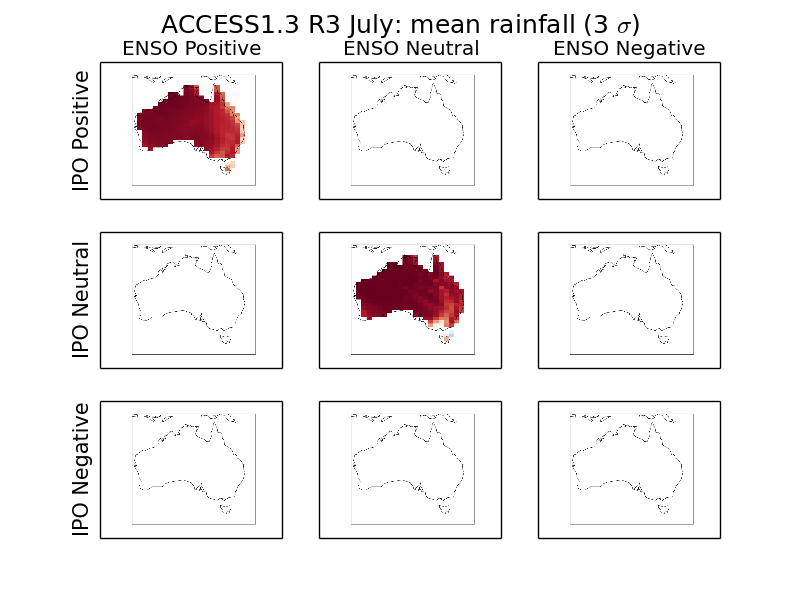 ACCESS1.3 R3 July: mean rainfall (3 σ)
ENSO Positive
ENSO Neutral
ENSO Negative
IPO Positive
IPO Neutral
IPO Negative